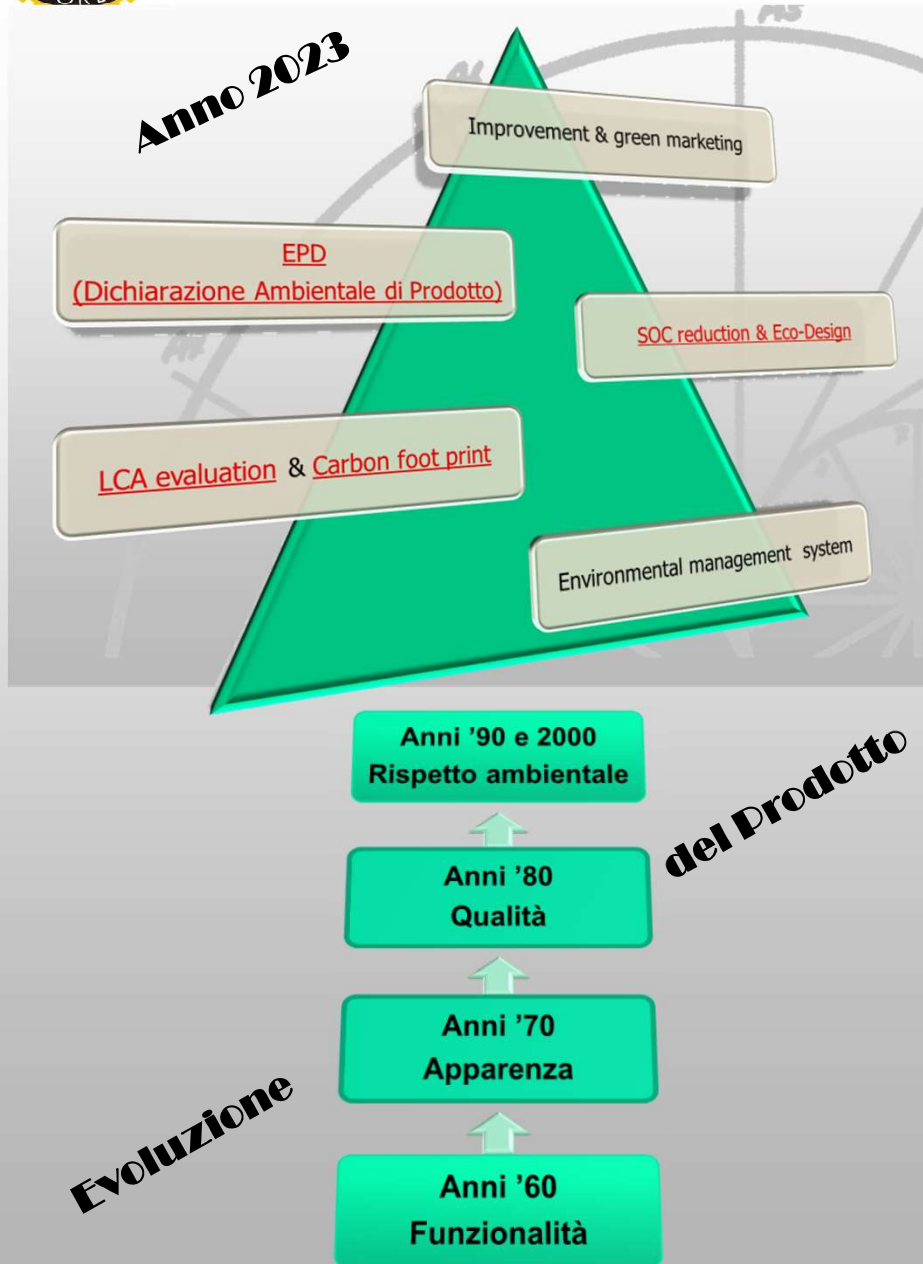 Anno 2023
Improvement & green marketing
EPD
(Dichiarazione Ambientale di Prodotto)
SOC reduction & Eco-Design
LCA evaluation & Carbon foot print
Environmental management system
Anni '90 e 2000
Rispetto ambientale
del Prodotto
Anni '80
Qualità
Anni '70
Apparenza
Evoluzione
Anni '60
Funzionalità